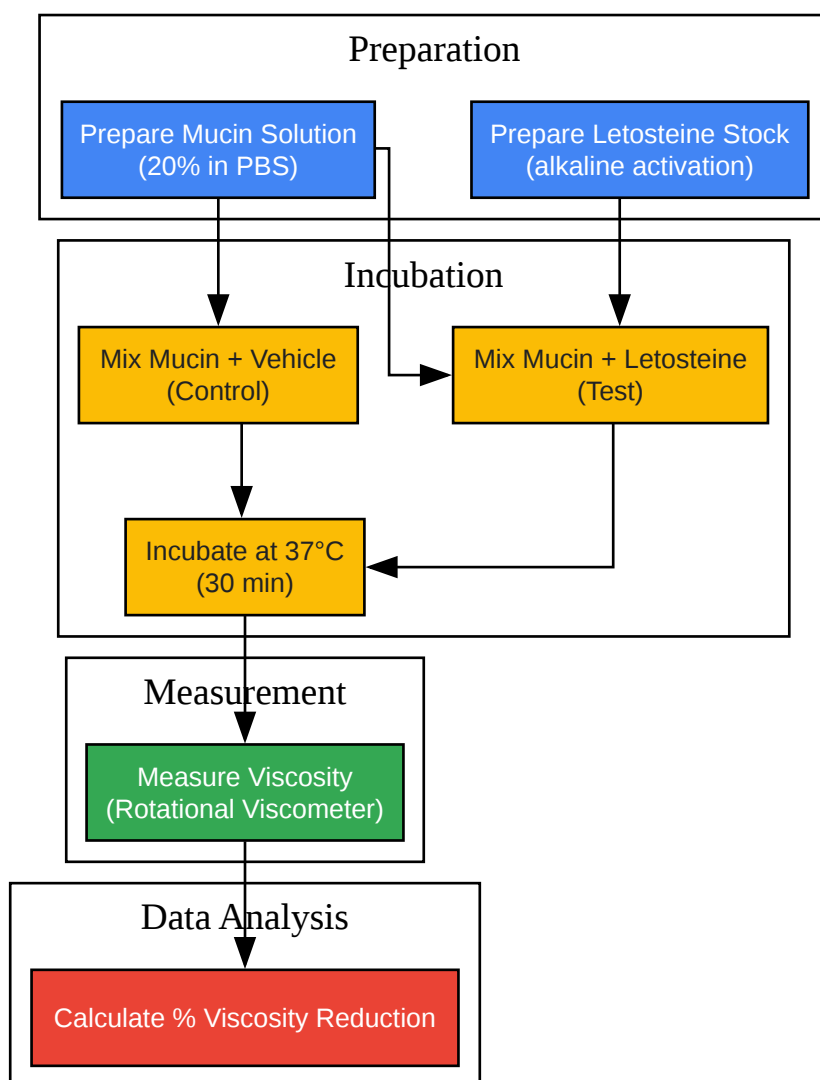 Preparation
Prepare Mucin Solution
(20% in PBS)
Prepare Letosteine Stock
(alkaline activation)
Incubation
Mix Mucin + Vehicle
(Control)
Mix Mucin + Letosteine
(Test)
Incubate at 37°C
(30 min)
Measurement
Measure Viscosity
(Rotational Viscometer)
Data Analysis
Calculate % Viscosity Reduction